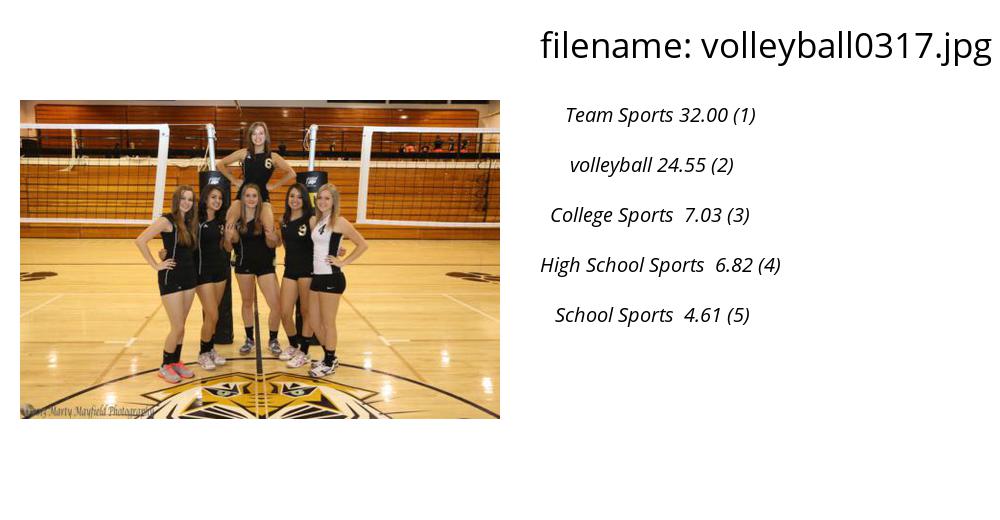 filename: volleyball0317.jpg
Team Sports 32.00 (1)
volleyball 24.55 (2)
College Sports 7.03 (3)
High School Sports 6.82 (4)
School Sports 4.61 (5)
6
9
4
Marty Mayfield Photography